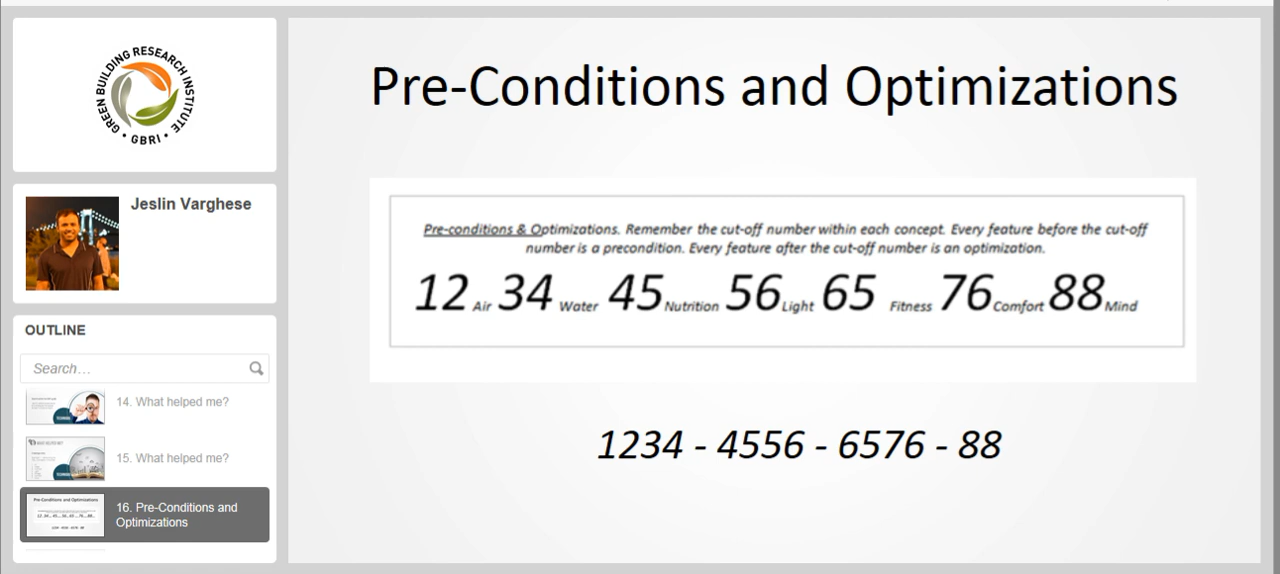 GREEN BUILDING RESEARCH INSTITUTE
• GBRI •
Jeslin Varghese
OUTLINE
Search...
14. What helped me?
15. What helped me?
16. Pre-Conditions and
Optimizations
Pre-Conditions and Optimizations
Pre-conditions & Optimizations. Remember the cut-off number within each concept. Every feature before the cut-off
number is a precondition. Every feature after the cut-off number is an optimization.
12 Air 34 Water 45 Nutrition 56 Light 65 Fitness 76 Comfort 88 Mind
1234 - 4556 - 6576 - 88